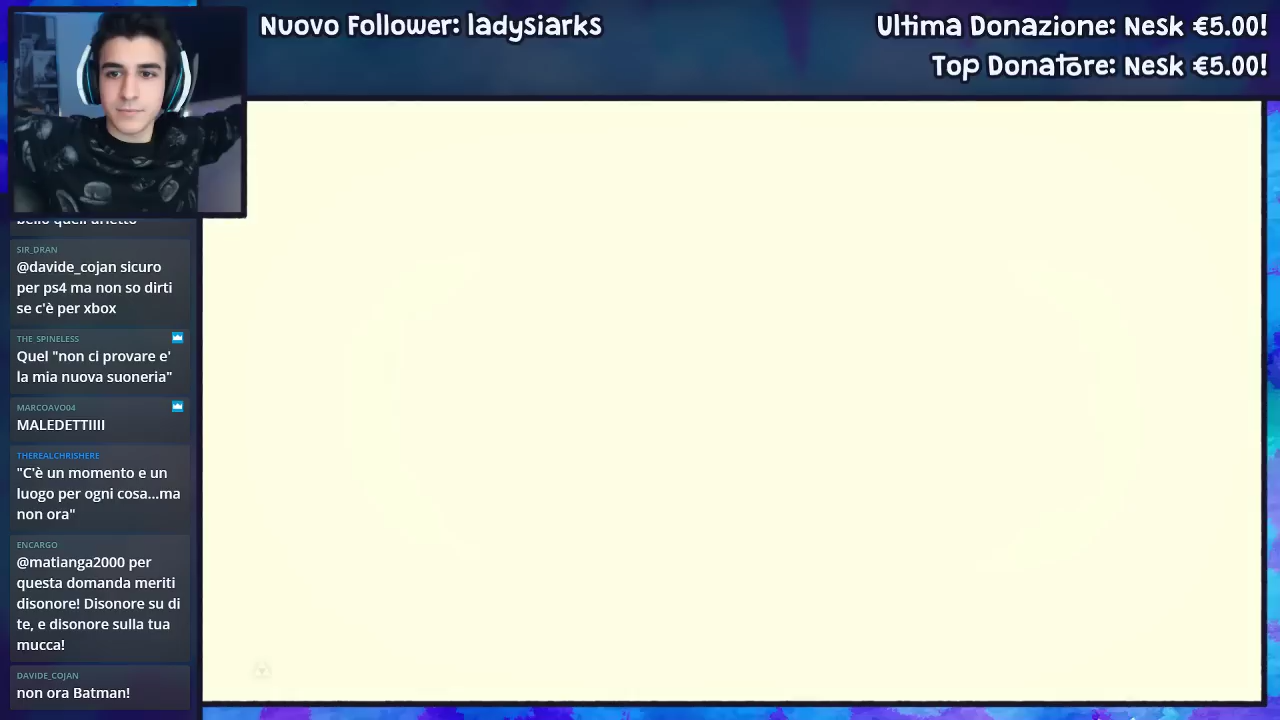 Nuovo Follower: ladysiarks
Ultima Donazione: Nesk €5.00!
Top Donatore: Nesk €5.00!
SIR_DRAN
@davide_cojan sicuro
per ps4 ma non so dirti
se c'è per xbox
THE SPINELESS
Quel "non ci provare e'
la mia nuova suoneria"
MARCOAVO04
MALEDETTIIII
THEREALCHRISHERE
"C'è un momento e un
luogo per ogni cosa...ma
non ora"
ENCARGO
@matianga2000 per
questa domanda meriti
disonore! Disonore su di
te, e disonore sulla tua
mucca!
DAVIDE_COJAN
non ora Batman!